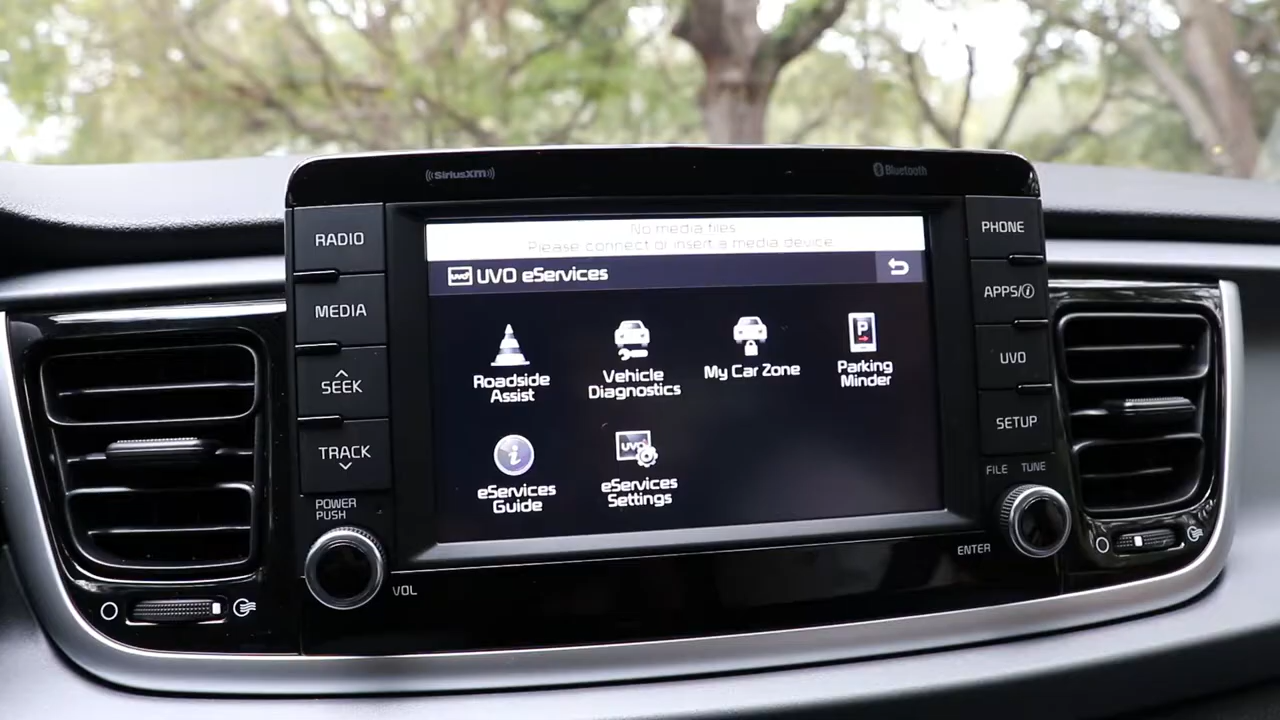 SiriusXM
Bluetooth
RADIO
MEDIA
SEEK
TRACK
POWER
PUSH
VOL
No media files
Please connect or insert a media device
UVO UVO eServices
Roadside
Assist
Vehicle
Diagnostics
My Car Zone
P
Parking
Minder
i
eServices
Guide
UVO
eServices
Settings
PHONE
APPS/i
UVO
SETUP
FILE TUNE
ENTER